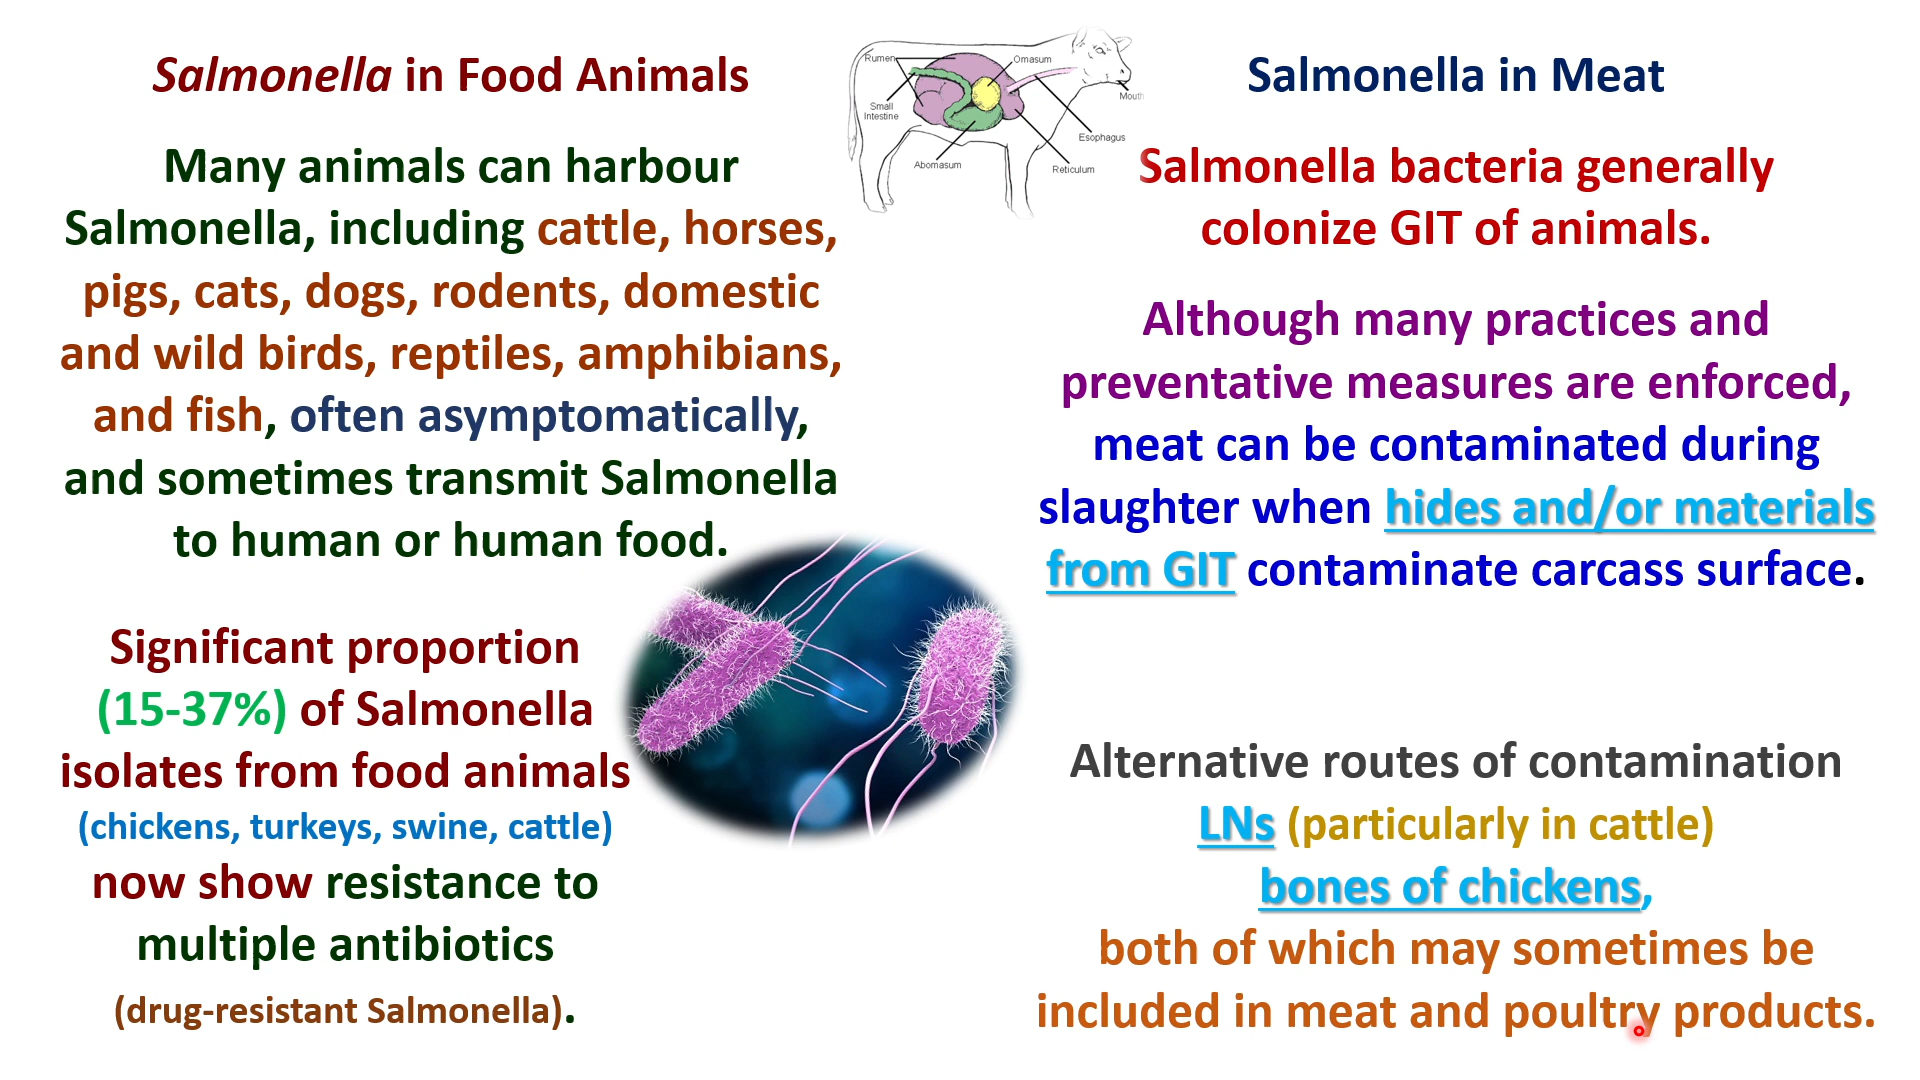 Salmonella in Food Animals
Many animals can harbour
Salmonella, including cattle, horses,
pigs, cats, dogs, rodents, domestic
and wild birds, reptiles, amphibians,
and fish, often asymptomatically,
and sometimes transmit Salmonella
to human or human food.
Significant proportion
(15-37%) of Salmonella
isolates from food animals
(chickens, turkeys, swine, cattle)
now show resistance to
multiple antibiotics
(drug-resistant Salmonella).
Rumen
Omasum
Mouth
Small
Intestine
Esophagus
Abomasum
Reticulum
Salmonella in Meat
Salmonella bacteria generally
colonize GIT of animals.
Although many practices and
preventative measures are enforced,
meat can be contaminated during
slaughter when hides and/or materials
from GIT contaminate carcass surface.
Alternative routes of contamination
LNs (particularly in cattle)
bones of chickens,
both of which may sometimes be
included in meat and poultry products.